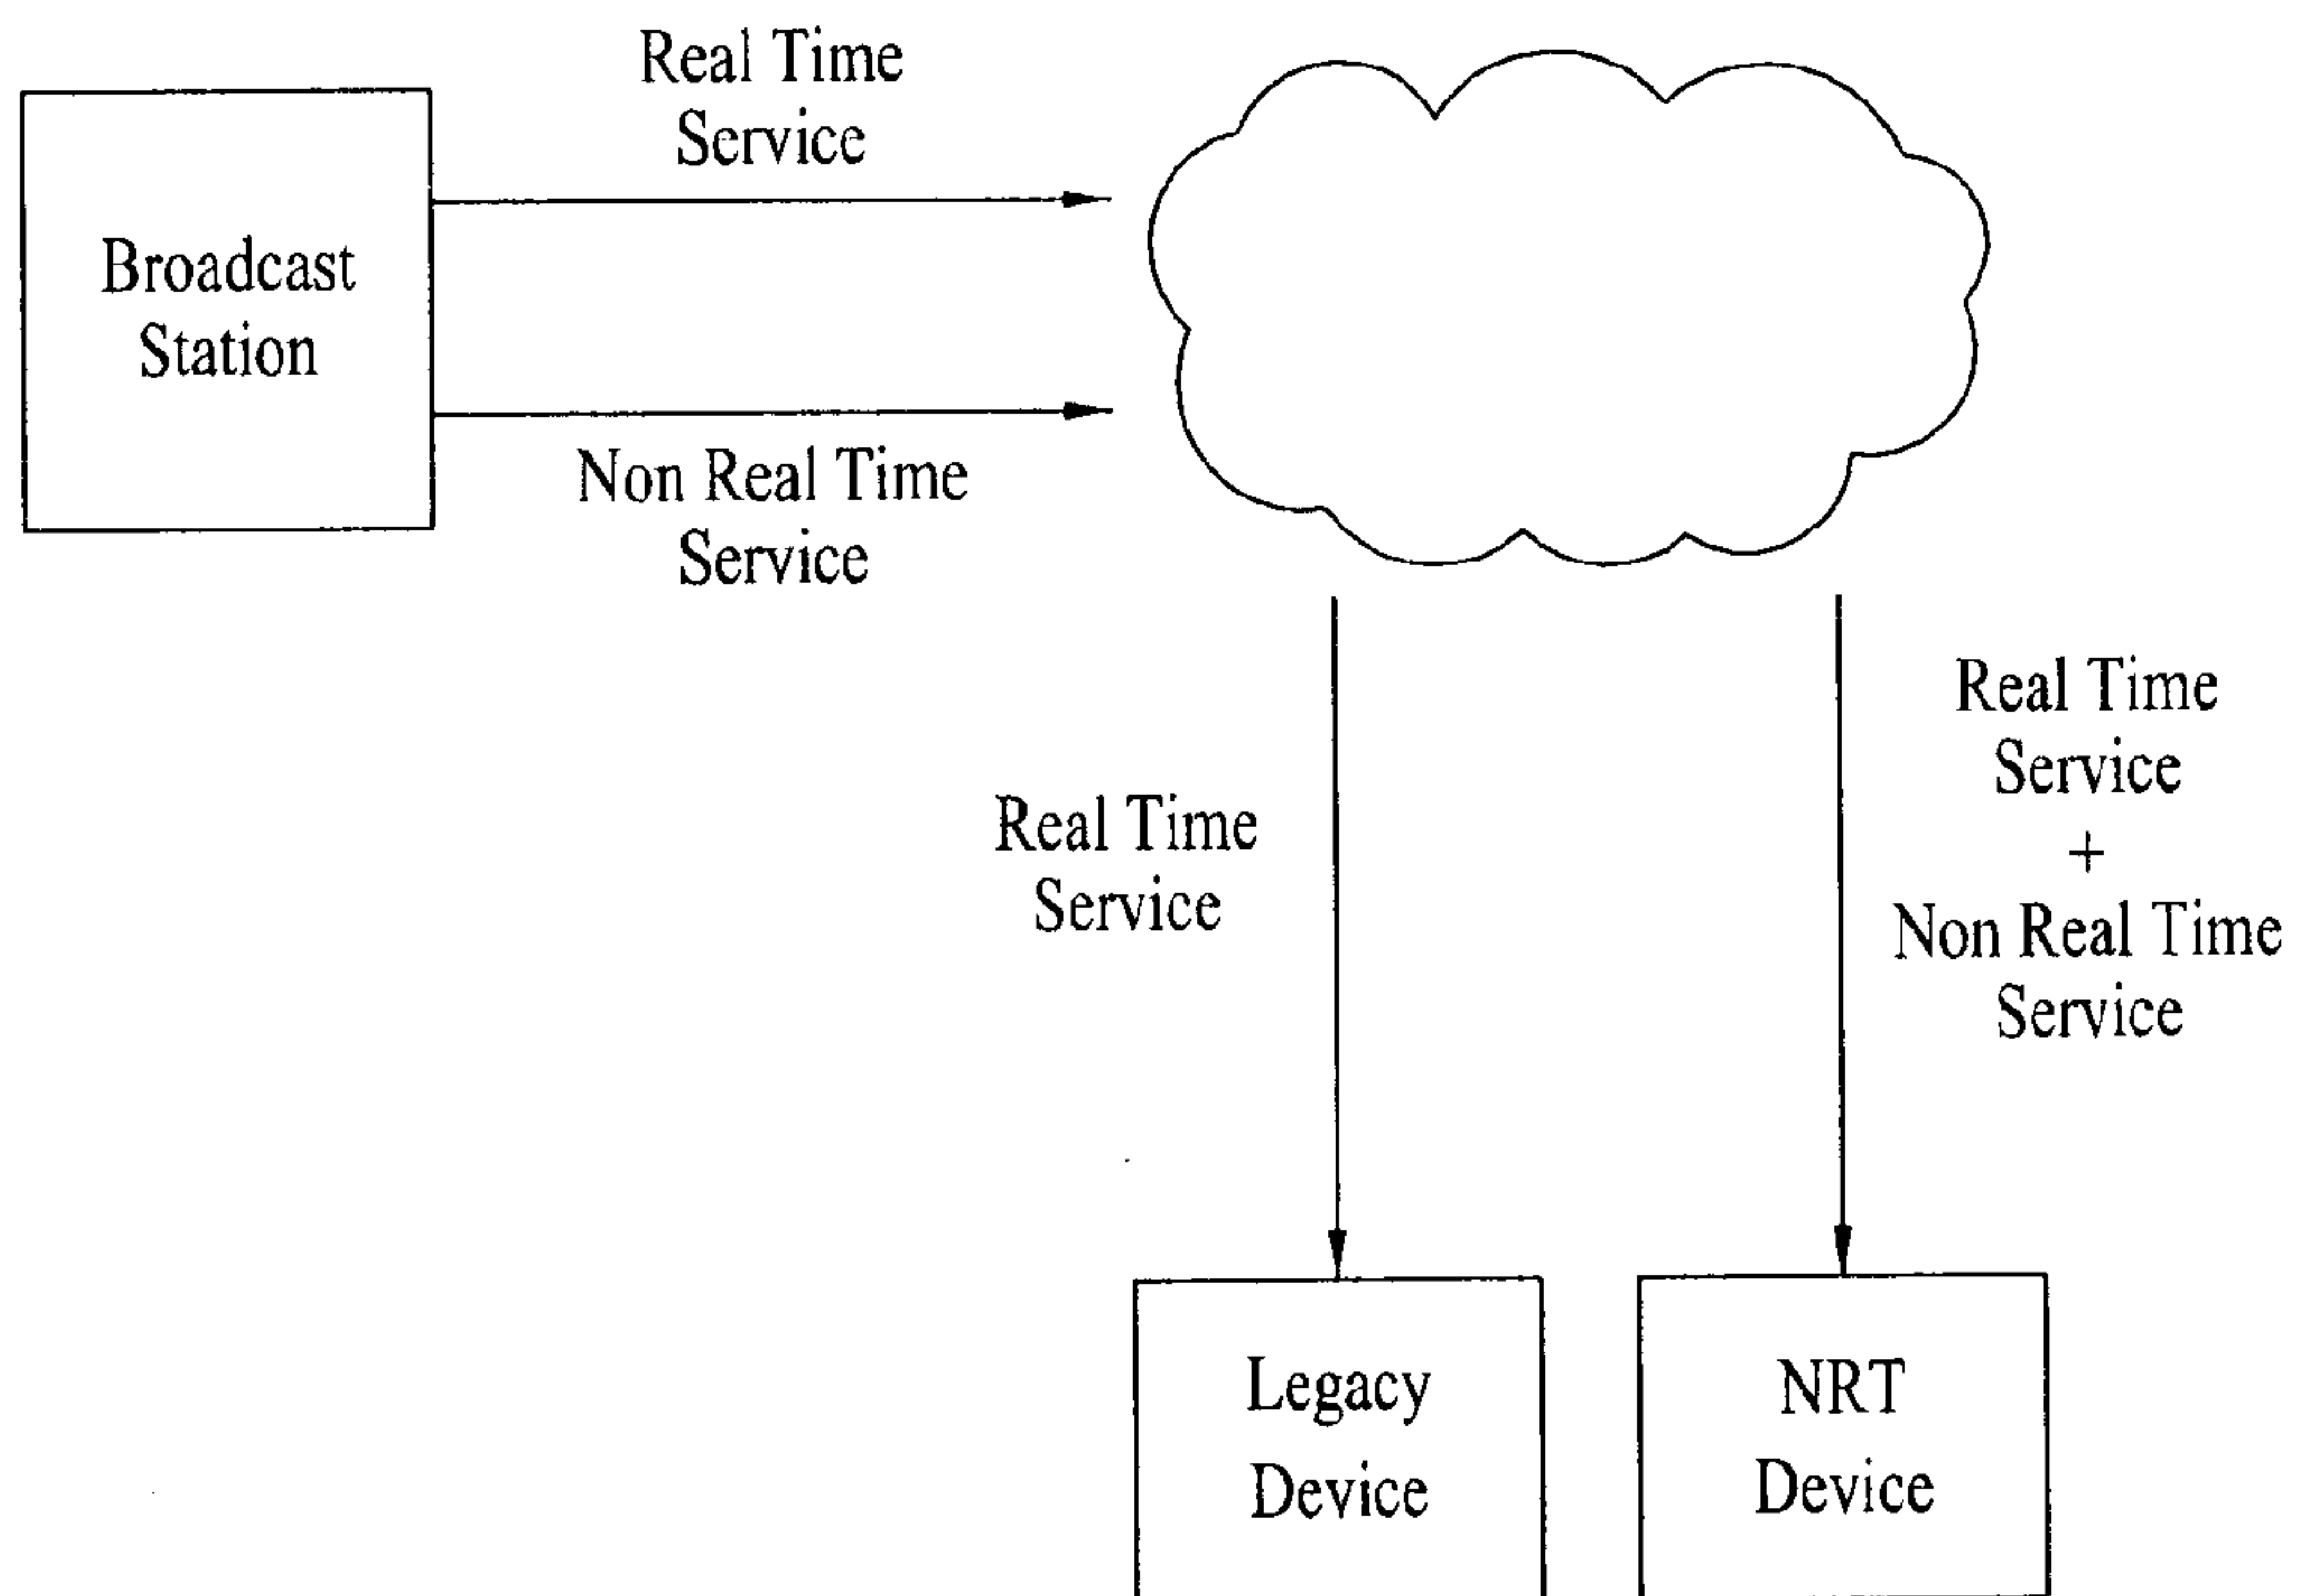 Real Time
Service
Broadcast
Station
Non Real Time
Service
Real Time
Service
Real Time
Service
+
Non Real Time
Service
Legacy
Device
NRT
Device